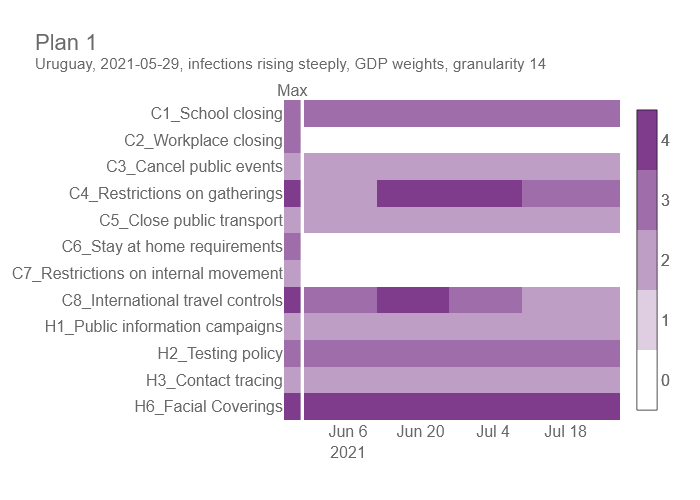 Plan 1
Uruguay, 2021-05-29, infections rising steeply, GDP weights, granularity 14
Max
C1_School closing
C2_Workplace closing
C3_Cancel public events
C4_Restrictions on gatherings
C5_Close public transport
C6_Stay at home requirements
C7_Restrictions on internal movement
C8_International travel controls
H1_Public information campaigns
H2_Testing policy
H3_Contact tracing
H6_Facial Coverings
Jun 6 Jun 20 Jul 4 Jul 18
2021
4
3
2
1
0